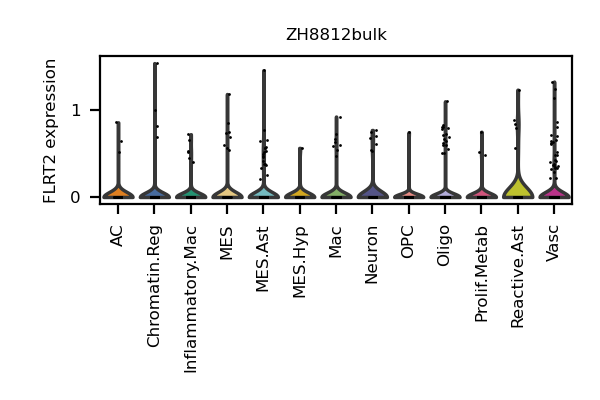 ZH8812bulk
FLRT2 expression
1
0
AC
Chromatin.Reg
Inflammatory.Mac
MES
MES.Ast
MES.Hyp
Mac
Neuron
OPC
Oligo
Prolif.Metab
Reactive.Ast
Vasc